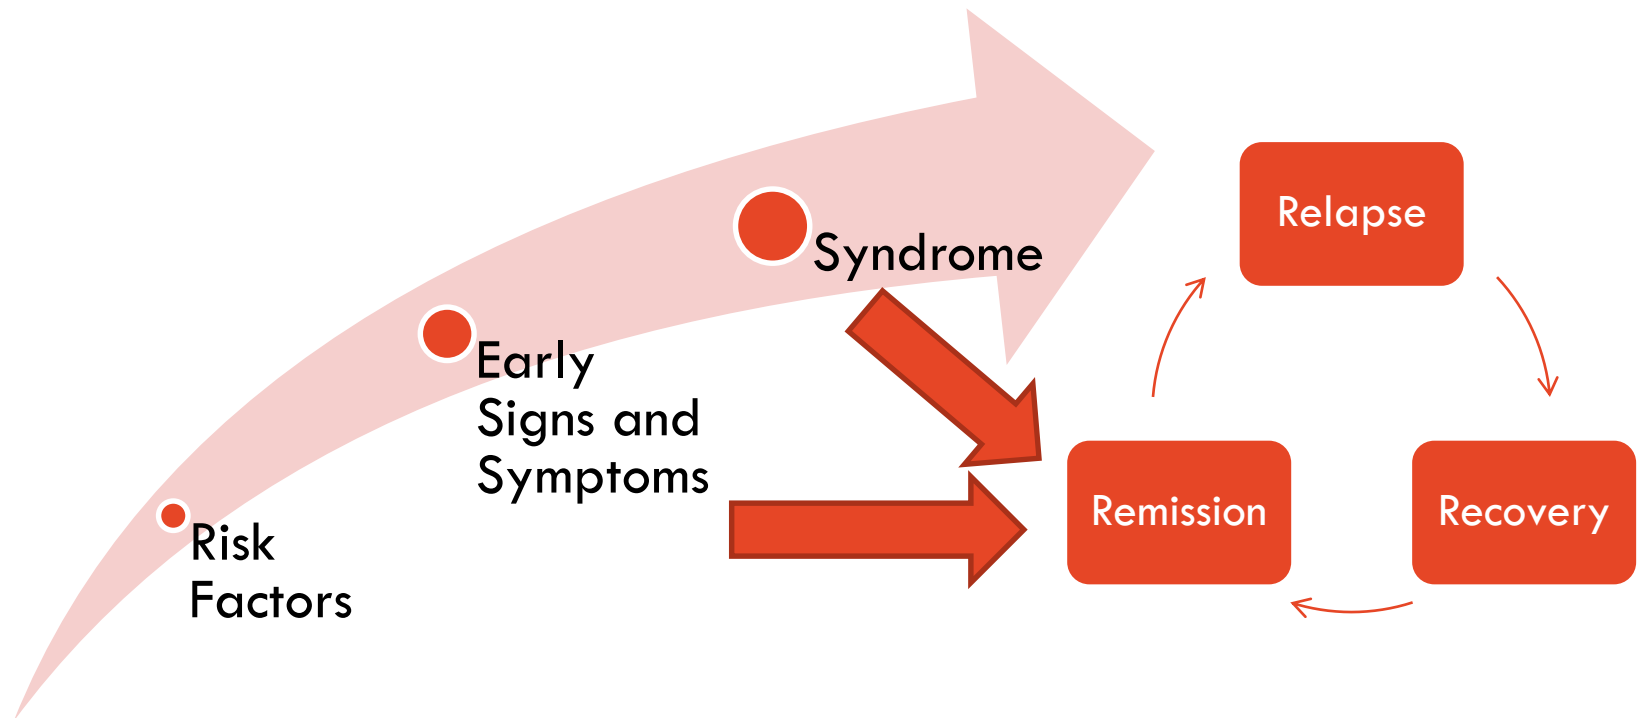 Risk
Factors
Early
Signs and
Symptoms
Syndrome
Relapse
Remission
Recovery